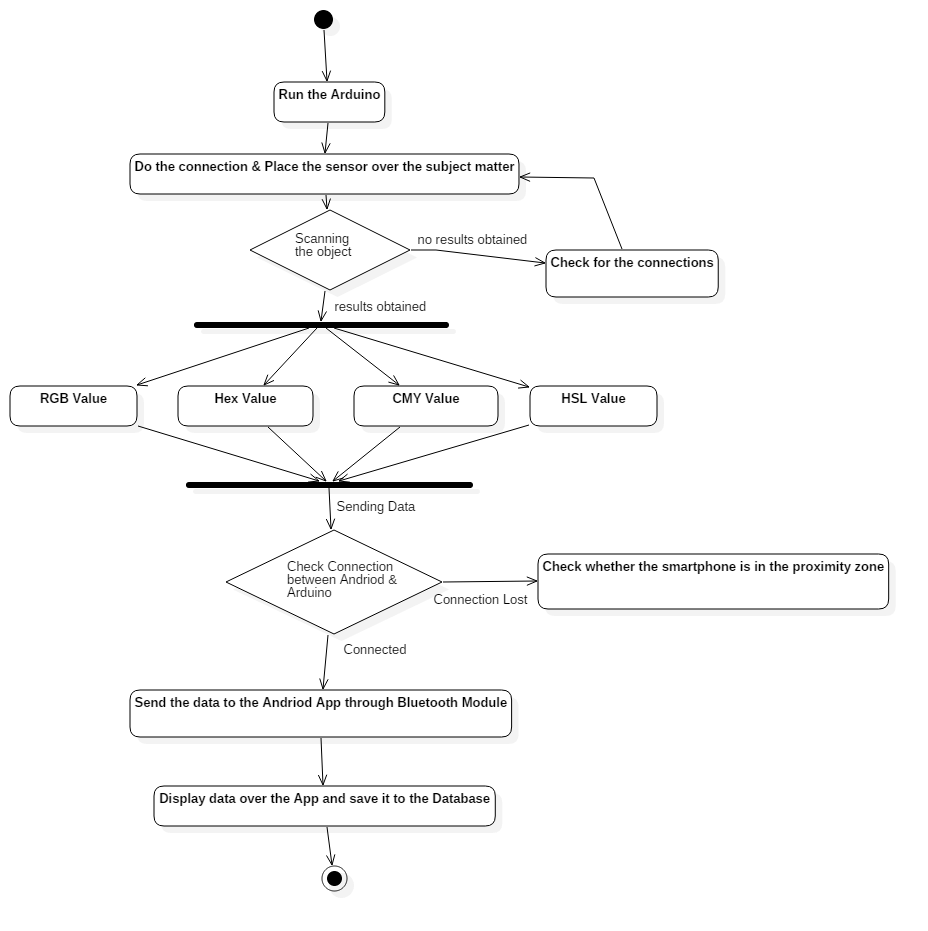 Run the Arduino
Do the connection & Place the sensor over the subject matter
Scanning
the object
no results obtained
Check for the connections
results obtained
RGB Value
Hex Value
CMY Value
HSL Value
Sending Data
Check Connection
between Andriod &
Arduino
Check whether the smartphone is in the proximity zone
Connection Lost
Connected
Send the data to the Andriod App through Bluetooth Module
Display data over the App and save it to the Database